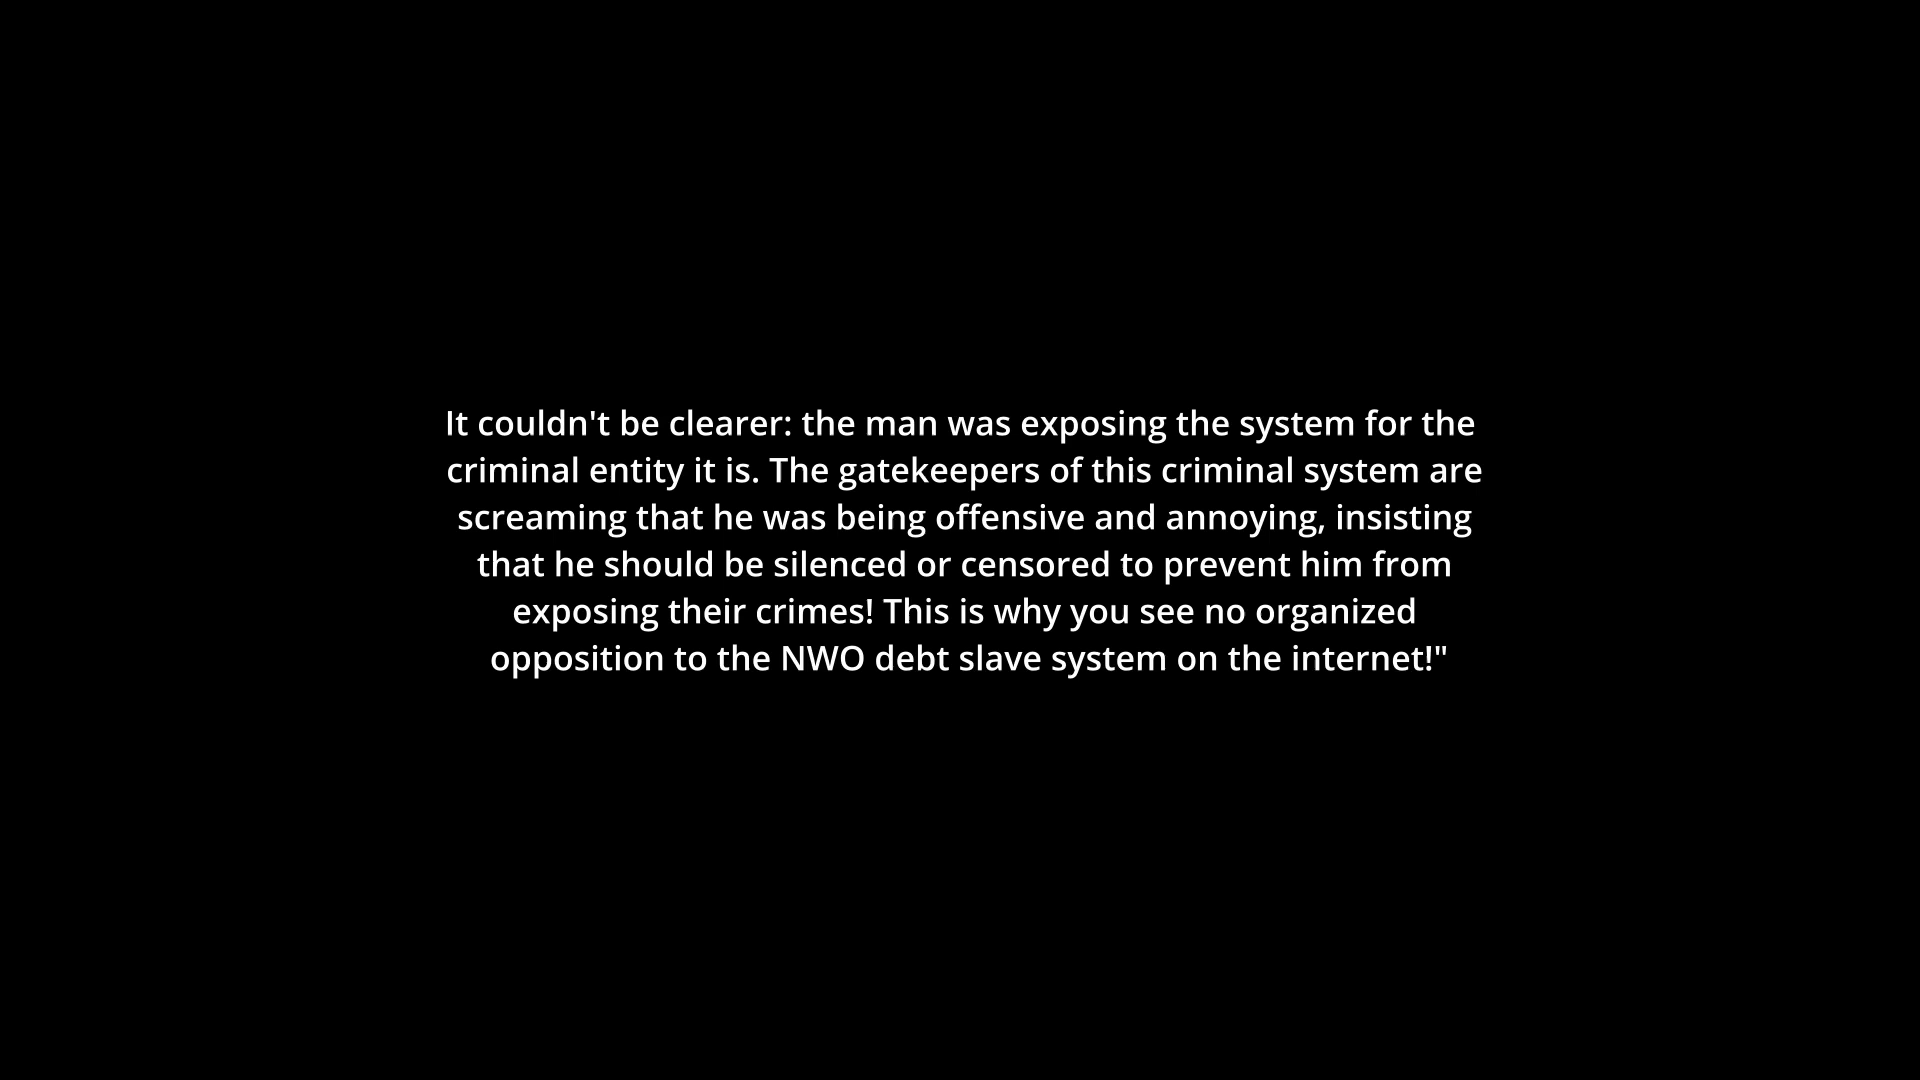 It couldn't be clearer: the man was exposing the system for the
criminal entity it is. The gatekeepers of this criminal system are
screaming that he was being offensive and annoying, insisting
that he should be silenced or censored to prevent him from
exposing their crimes! This is why you see no organized
opposition to the NWO debt slave system on the internet!"